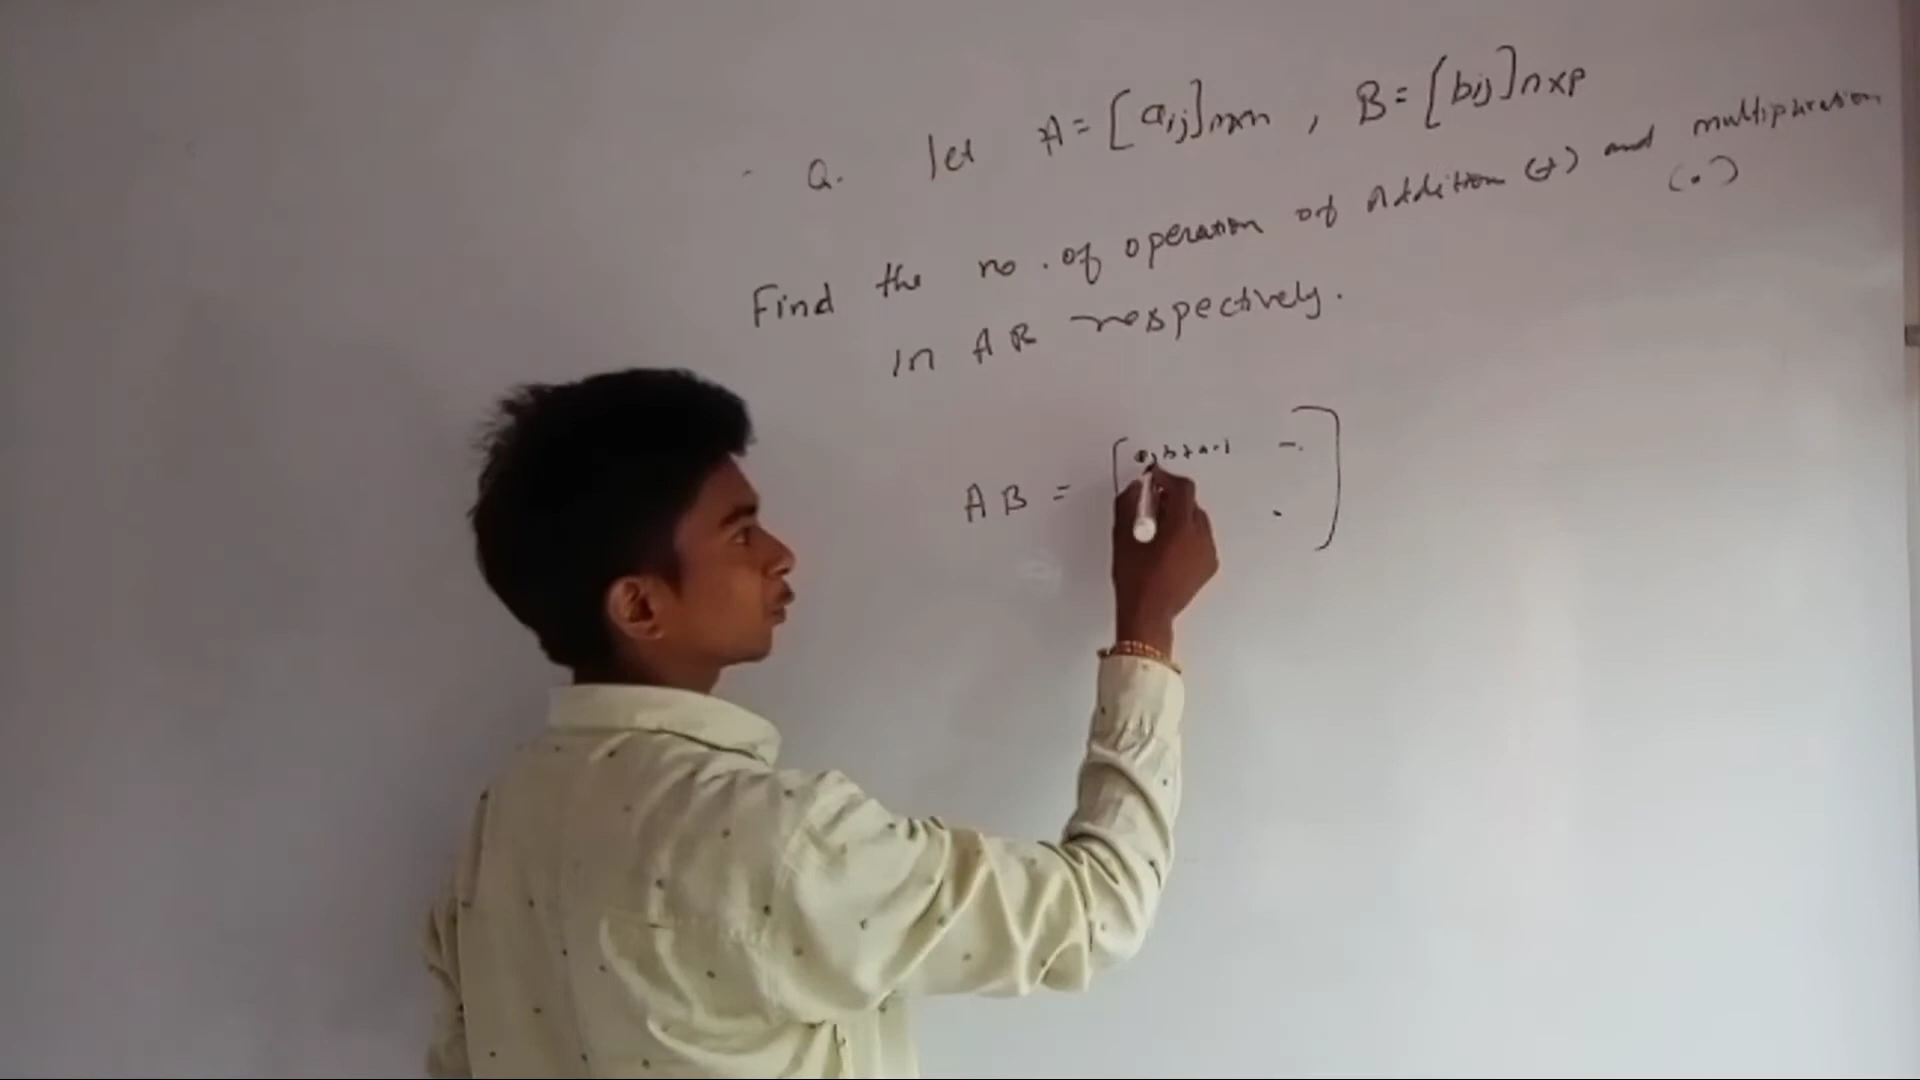 Q. let A = [aij]mxn , B = [bij]nxp
Find the no. of operation of Addition (+) and multiplication (.)
in AB respectively.
AB = [